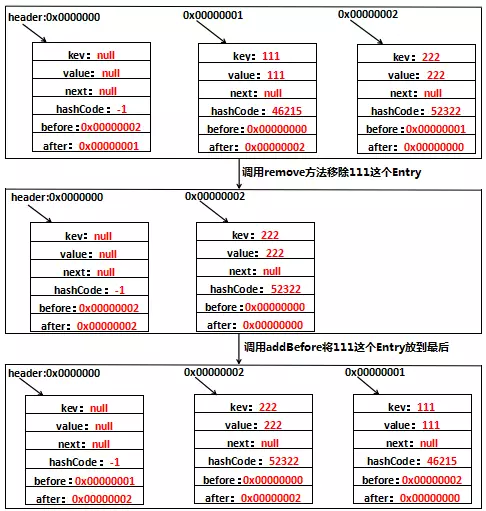 header:0x0000000
key：null
value：null
next：null
hashCode：-1
before：0x00000002
after：0x00000001
0x00000001
key：111
value：111
next：null
hashCode：46215
before：0x00000000
after：0x00000002
0x00000002
key：222
value：222
next：null
hashCode：52322
before：0x00000001
after：0x00000000
调用remove方法移除111这个Entry
header:0x0000000
key：null
value：null
next：null
hashCode：-1
before：0x00000002
after：0x00000002
0x00000002
key：222
value：222
next：null
hashCode：52322
before：0x00000000
after：0x00000000
调用addBefore将111这个Entry放到最后
header:0x0000000
key：null
value：null
next：null
hashCode：-1
before：0x00000001
after：0x00000002
0x00000002
key：222
value：222
next：null
hashCode：52322
before：0x00000000
after：0x00000002
0x00000001
key：111
value：111
next：null
hashCode：46215
before：0x00000002
after：0x00000000